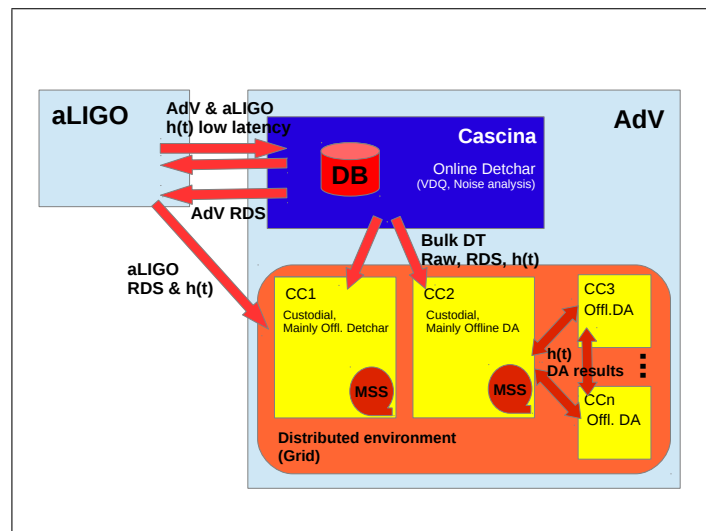 aLIGO
AdV & aLIGO
h(t) low latency
AdV RDS
aLIGO
RDS & h(t)
AdV
Cascina
DB
Online Detchar
(VDQ, Noise analysis)
Bulk DT
Raw, RDS, h(t)
CC1
Custodial,
Mainly Offl. Detchar
MSS
CC2
Custodial,
Mainly Offline DA
MSS
CC3
Offl.DA
h(t)
DA results
CCn
Offl. DA
Distributed environment
(Grid)